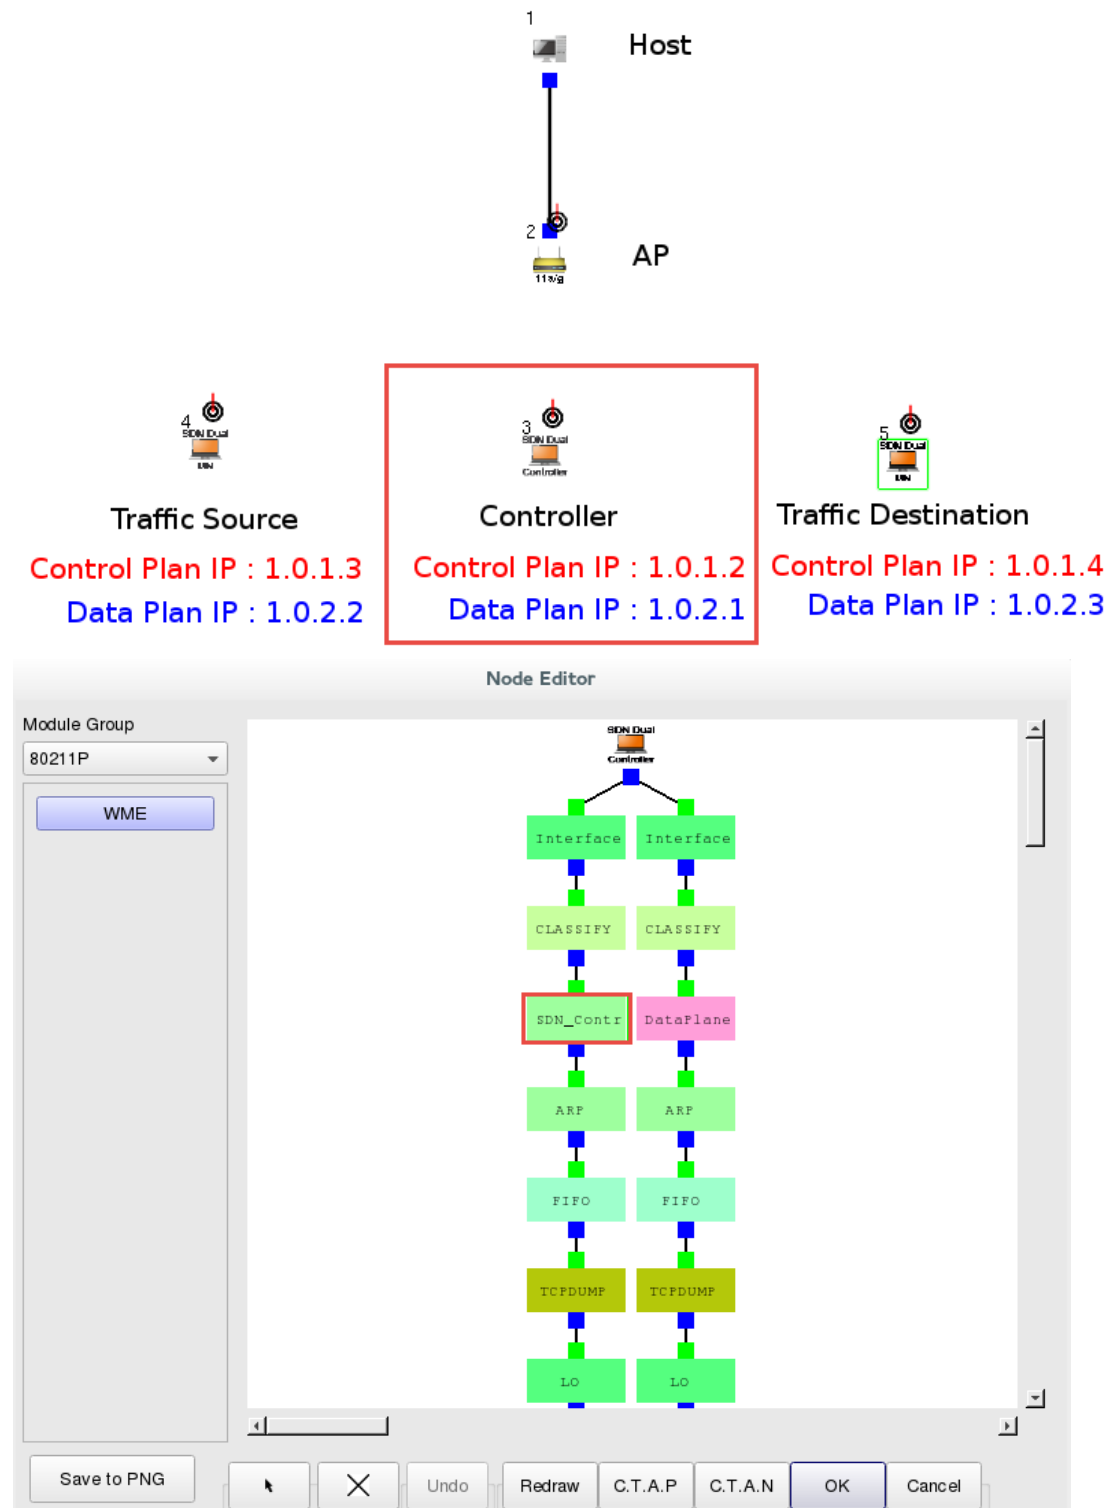 1
Host
2
AP
11a/g
4
SDN Dual
MN
Traffic Source
Control Plan IP : 1.0.1.3
Data Plan IP : 1.0.2.2
3
SDN Dual
Controller
Controller
Control Plan IP : 1.0.1.2
Data Plan IP : 1.0.2.1
5
SDN Dual
MN
Traffic Destination
Control Plan IP : 1.0.1.4
Data Plan IP : 1.0.2.3
Node Editor
Module Group
80211P
WME
SDN Dual
Controller
Interface Interface
CLASSIFY CLASSIFY
SDN_Contr DataPlane
ARP ARP
FIFO FIFO
TCPDUMP TCPDUMP
LO LO
Save to PNG Undo Redraw C.T.A.P C.T.A.N OK Cancel